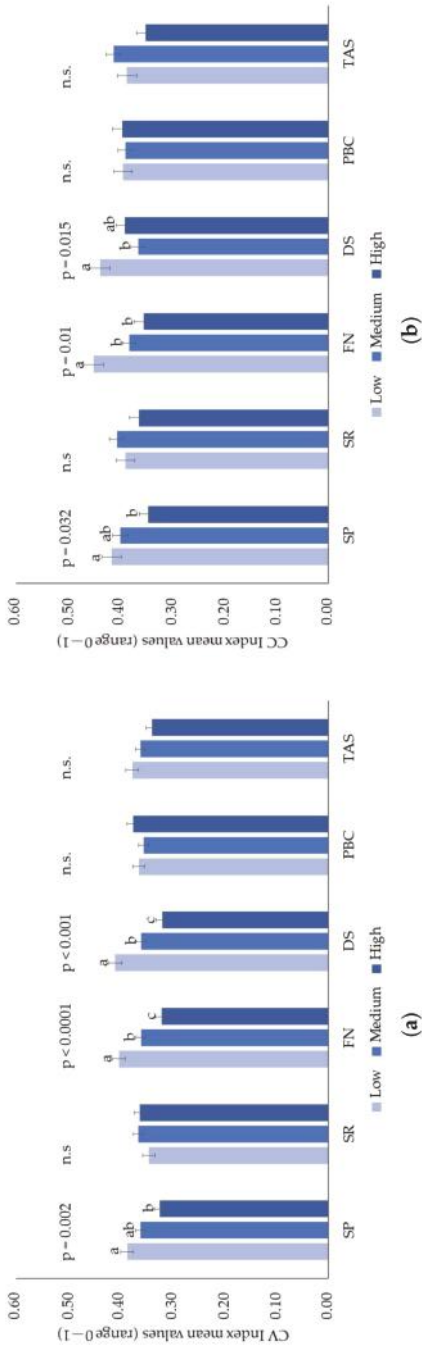 CV Index mean values (range 0−1)
0.60
0.50
0.40
0.30
0.20
0.10
0.00
p = 0.002
n.s
p < 0.0001
p < 0.001
n.s.
n.s.
a ab b
a b c
a b c
SP SR FN DS PBC TAS
Low Medium High
(a)
CC Index mean values (range 0−1)
0.60
0.50
0.40
0.30
0.20
0.10
0.00
p = 0.032
n.s
p = 0.01
p = 0.015
n.s.
n.s.
a ab b
a b b
a b ab
SP SR FN DS PBC TAS
Low Medium High
(b)